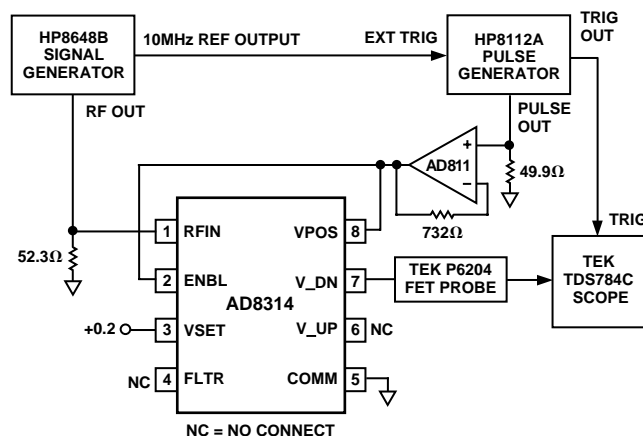 HP8648B
SIGNAL
GENERATOR
10MHz REF OUTPUT
EXT TRIG
HP8112A
PULSE
GENERATOR
TRIG
OUT
RF OUT
PULSE
OUT
+
AD811
–
49.9Ω
732Ω
TRIG
52.3Ω
1 RFIN
VPOS 8
2 ENBL
V_DN 7
AD8314
+0.2
3 VSET
V_UP 6 NC
NC 4 FLTR
COMM 5
TEK P6204
FET PROBE
TEK
TDS784C
SCOPE
NC = NO CONNECT